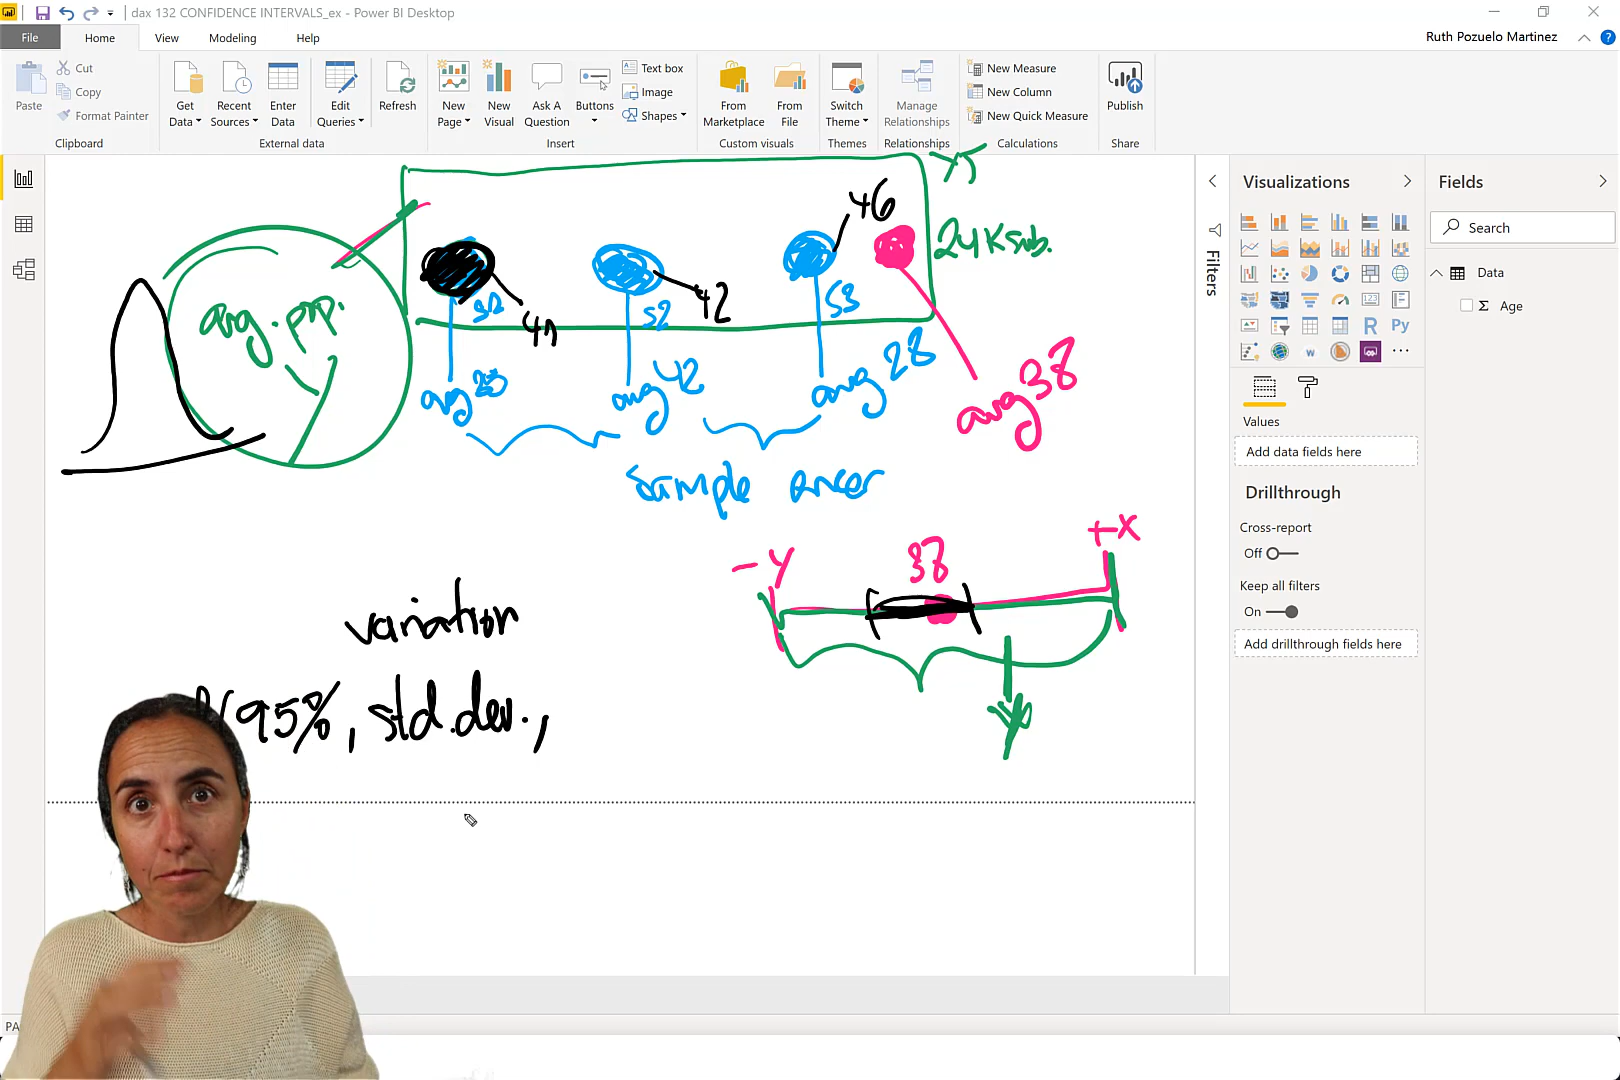 dax 132 CONFIDENCE INTERVALS_ex - Power BI Desktop
File Home View Modeling Help
Ruth Pozuelo Martinez
Paste
Cut
Copy
Format Painter
Clipboard
Get Data
Recent Sources
Enter Data
Edit Queries
Refresh
External data
New Page
New Visual
Ask A Question
Buttons
Text box
Image
Shapes
Insert
From Marketplace
From File
Custom visuals
Switch Theme
Themes
Manage Relationships
Relationships
New Measure
New Column
New Quick Measure
Calculations
Publish
Share
YT
24K sub.
46
42
S2
S3
avg. pop.
avg 42
avg 28
avg 38
sample
-Y
38
+X
variation
95%, std.dev.,
Filters
Visualizations
123
R
Py
Values
Add data fields here
Drillthrough
Cross-report
Off
Keep all filters
On
Add drillthrough fields here
Fields
Search
Data
Σ Age
PA